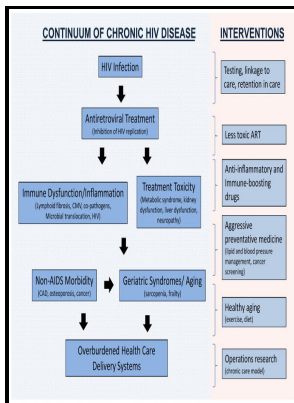 CONTINUUM OF CHRONIC HIV DISEASE
INTERVENTIONS
HIV Infection
Testing, linkage to
care, retention in care
Antiretroviral Treatment
(Inhibition of HIV replication)
Less toxic ART
Immune Dysfunction/Inflammation
(Lymphoid fibrosis, CMV, co-pathogens,
Microbial translocation, HIV)
Treatment Toxicity
(Metabolic syndrome, kidney
dysfunction, liver dysfunction,
neuropathy)
Anti-inflammatory and
Immune-boosting
drugs
Aggressive
preventative medicine
(lipid and blood pressure
management, cancer
screening)
Non-AIDS Morbidity
(CAD, osteoporosis, cancer)
Geriatric Syndromes/ Aging
(sarcopenia, frailty)
Healthy aging
(exercise, diet)
Overburdened Health Care
Delivery Systems
Operations research
(chronic care model)